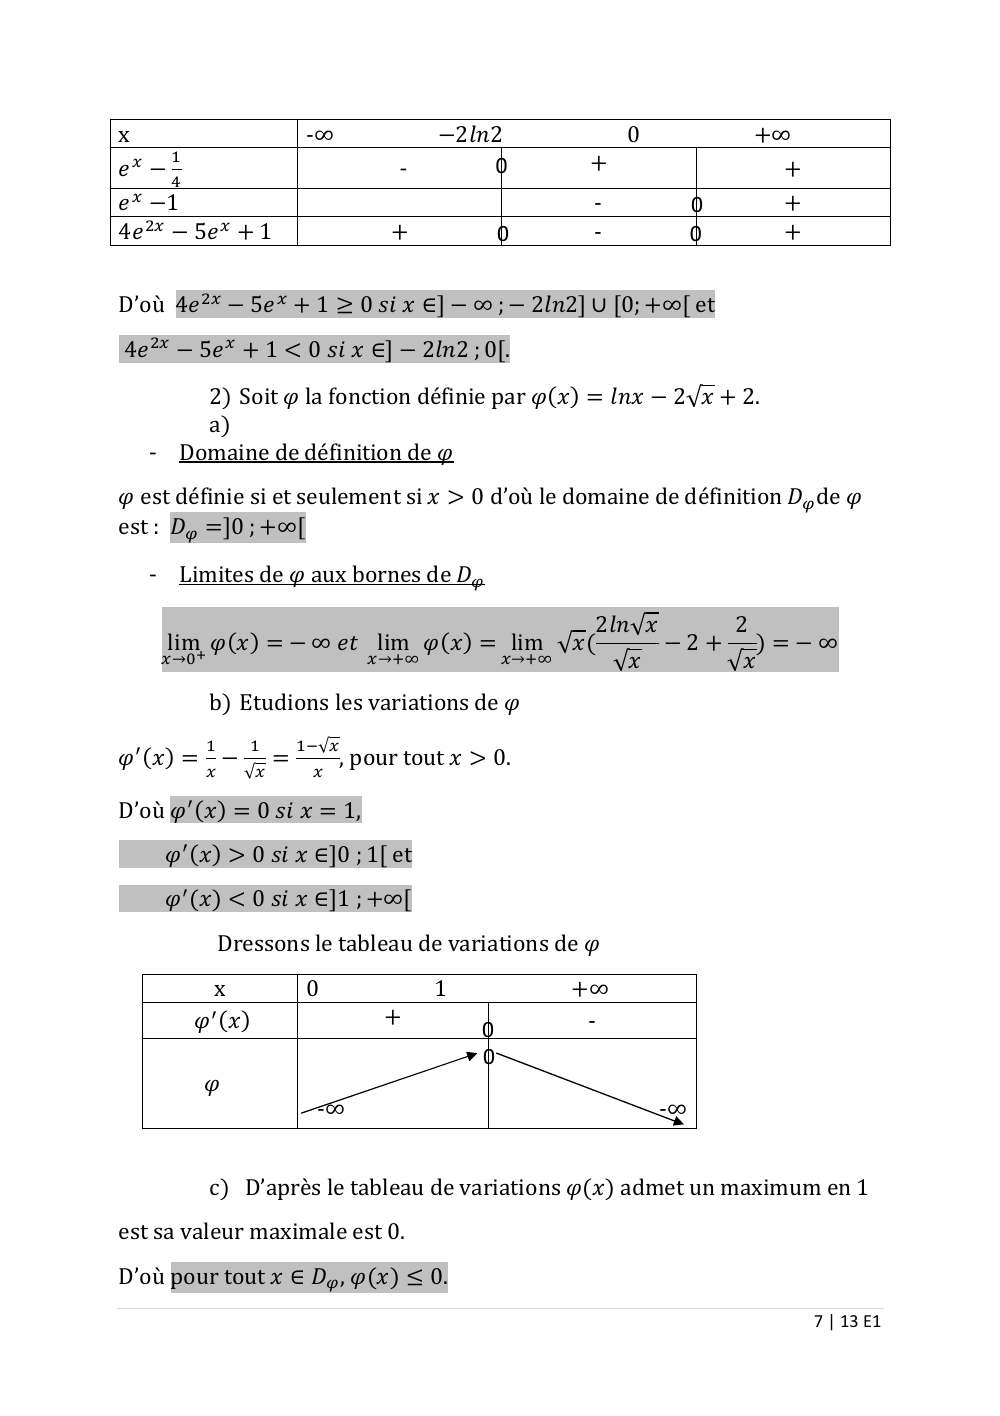 x -∞ −2ln2 0 +∞
e^x − 1/4 - 0 + +
e^x −1 - 0 +
4e^{2x} − 5e^x + 1 + 0 - 0 +
D’où 4e^{2x} − 5e^x + 1 ≥ 0 si x ∈] − ∞ ; − 2ln2] ∪ [0; +∞[ et
4e^{2x} − 5e^x + 1 < 0 si x ∈] − 2ln2 ; 0[.
2) Soit φ la fonction définie par φ(x) = lnx − 2√x + 2.
a)
- Domaine de définition de φ
φ est définie si et seulement si x > 0 d’où le domaine de définition D_φ de φ
est : D_φ =]0 ; +∞[
- Limites de φ aux bornes de D_φ
lim_{x→0⁺} φ(x) = − ∞ et lim_{x→+∞} φ(x) = lim_{x→+∞} √x(2ln√x/√x − 2 + 2/√x) = − ∞
b) Etudions les variations de φ
φ′(x) = 1/x − 1/√x = (1−√x)/x, pour tout x > 0.
D’où φ′(x) = 0 si x = 1,
φ′(x) > 0 si x ∈]0 ; 1[ et
φ′(x) < 0 si x ∈]1 ; +∞[
Dressons le tableau de variations de φ
x 0 1 +∞
φ′(x) + 0 -
0
φ
-∞ -∞
c) D’après le tableau de variations φ(x) admet un maximum en 1
est sa valeur maximale est 0.
D’où pour tout x ∈ D_φ, φ(x) ≤ 0.
7 | 13 E1